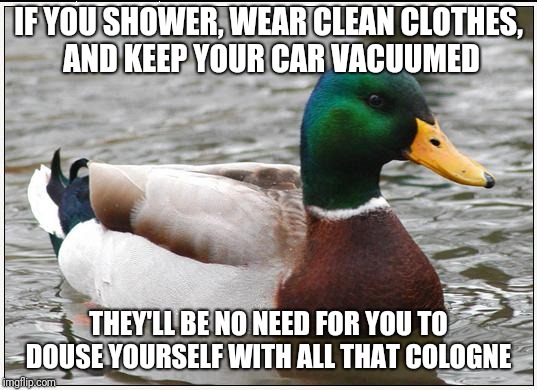 IF YOU SHOWER, WEAR CLEAN CLOTHES,
AND KEEP YOUR CAR VACUUMED
THEY'LL BE NO NEED FOR YOU TO
DOUSE YOURSELF WITH ALL THAT COLOGNE
imgflip.com